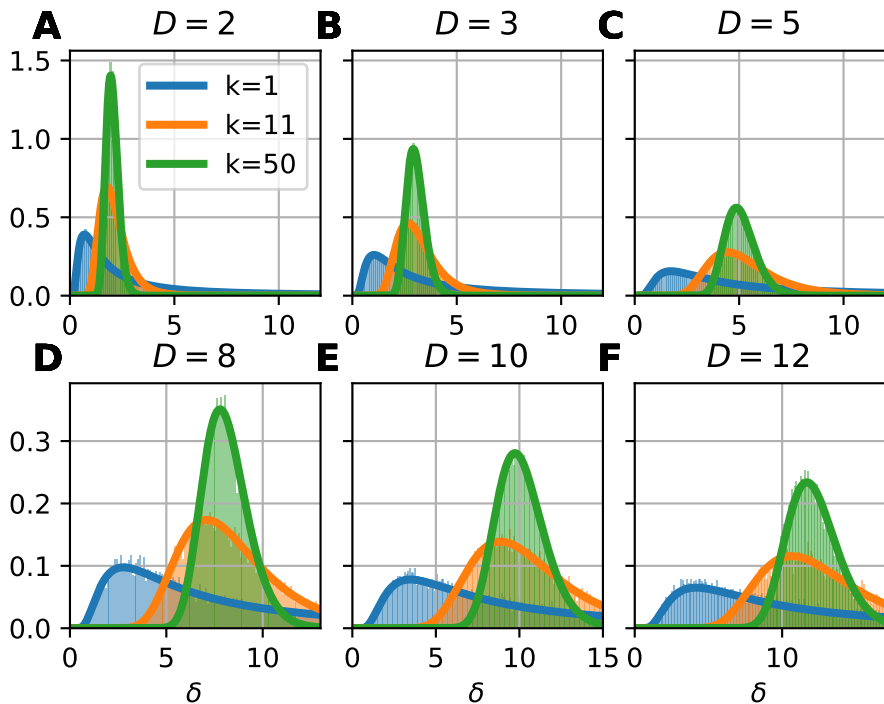 A D = 2 B D = 3 C D = 5
1.5
k=1
k=11
k=50
1.0
0.5
0.0
0 5 10 0 5 10 0 5 10
D D = 8 E D = 10 F D = 12
0.3
0.2
0.1
0.0
0 5 10 0 5 10 15 0 10
δ δ δ